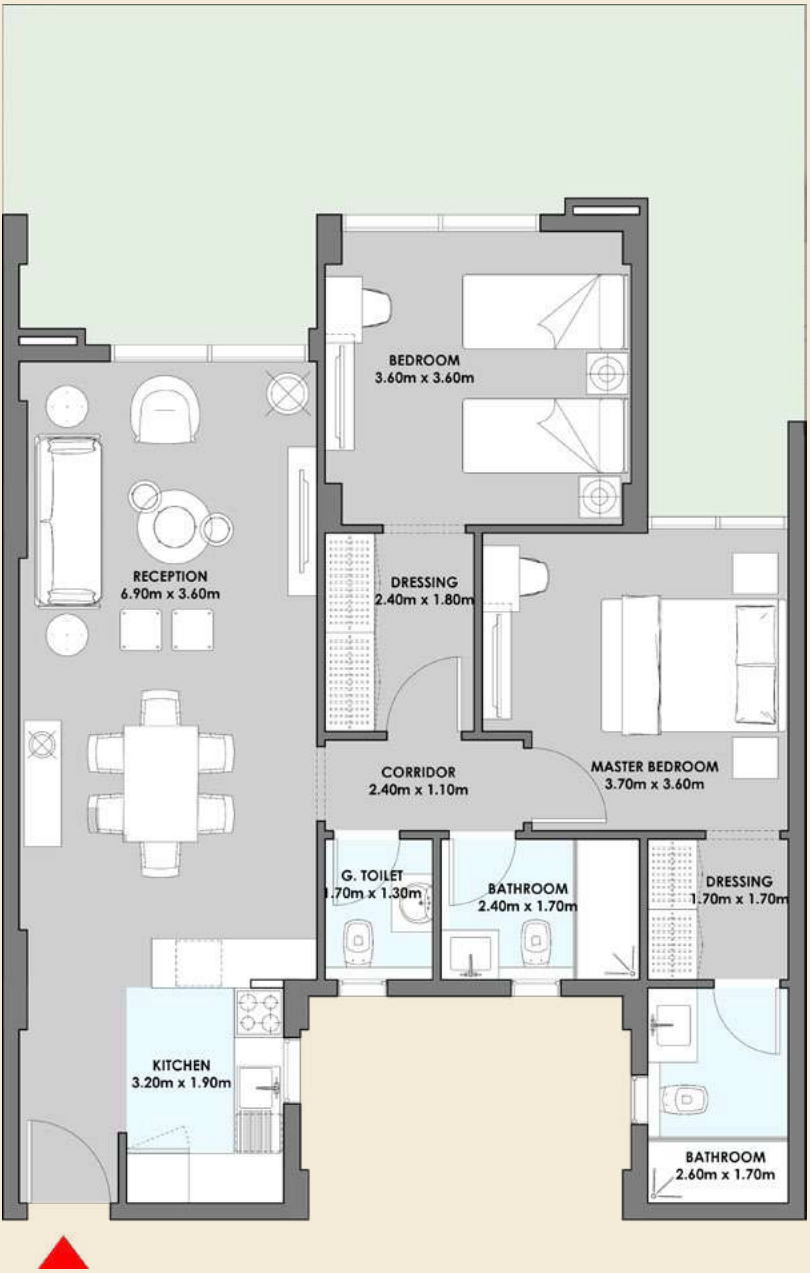 BEDROOM
3.60m x 3.60m
RECEPTION
6.90m x 3.60m
DRESSING
2.40m x 1.80m
CORRIDOR
2.40m x 1.10m
MASTER BEDROOM
3.70m x 3.60m
G. TOILET
1.70m x 1.30m
BATHROOM
2.40m x 1.70m
DRESSING
1.70m x 1.70m
KITCHEN
3.20m x 1.90m
BATHROOM
2.60m x 1.70m